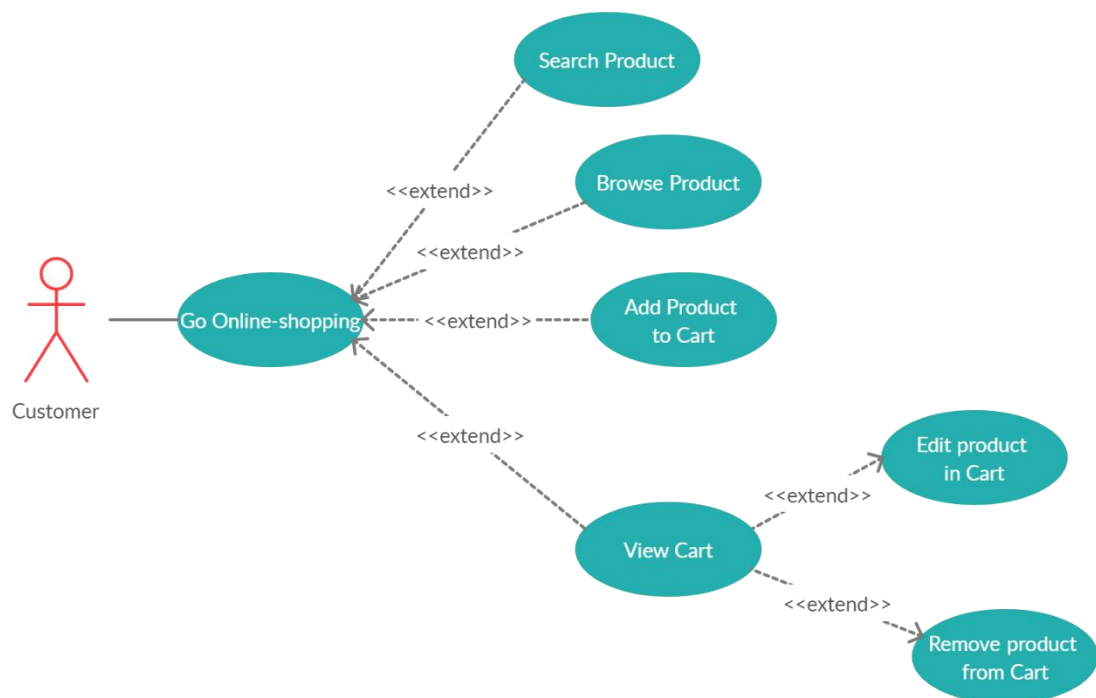 Search Product
<<extend>>
Browse Product
<<extend>>
Go Online-shopping
<<extend>>
Add Product
to Cart
Customer
<<extend>>
Edit product
in Cart
<<extend>>
View Cart
<<extend>>
Remove product
from Cart